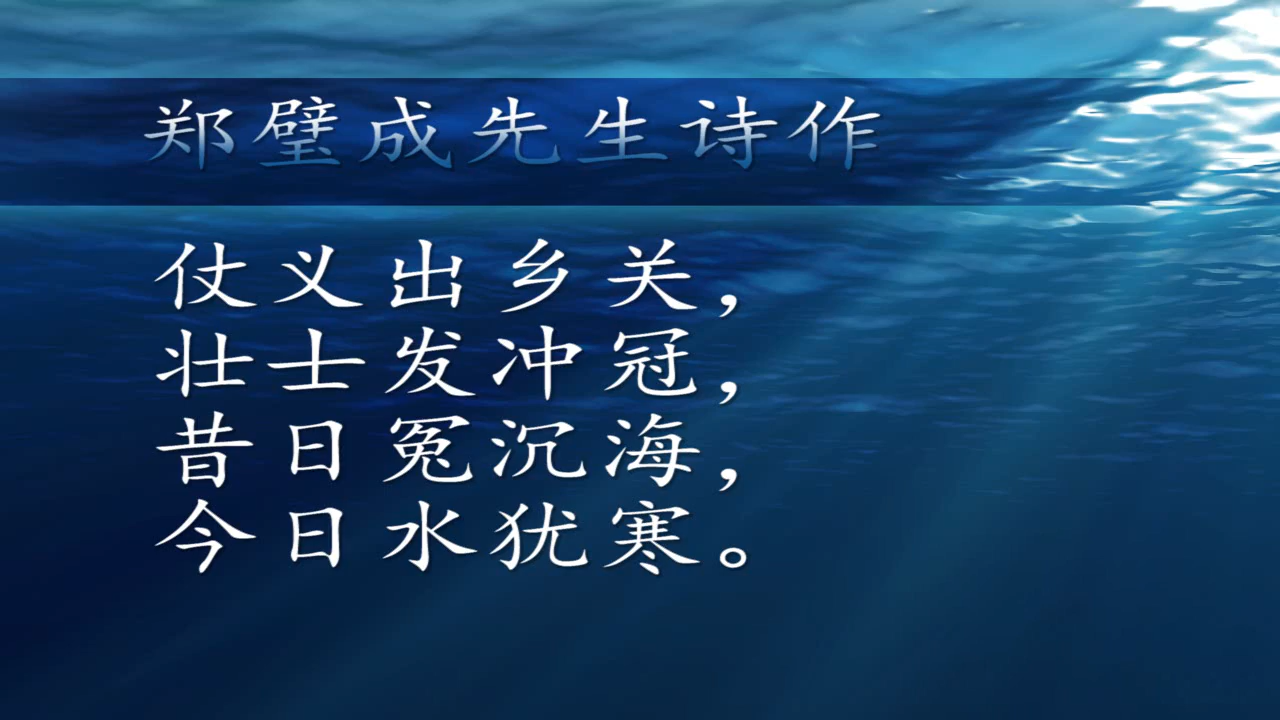 郑璧成先生诗作
仗义出乡关，
壮士发冲冠，
昔日冤沉海，
今日水犹寒。